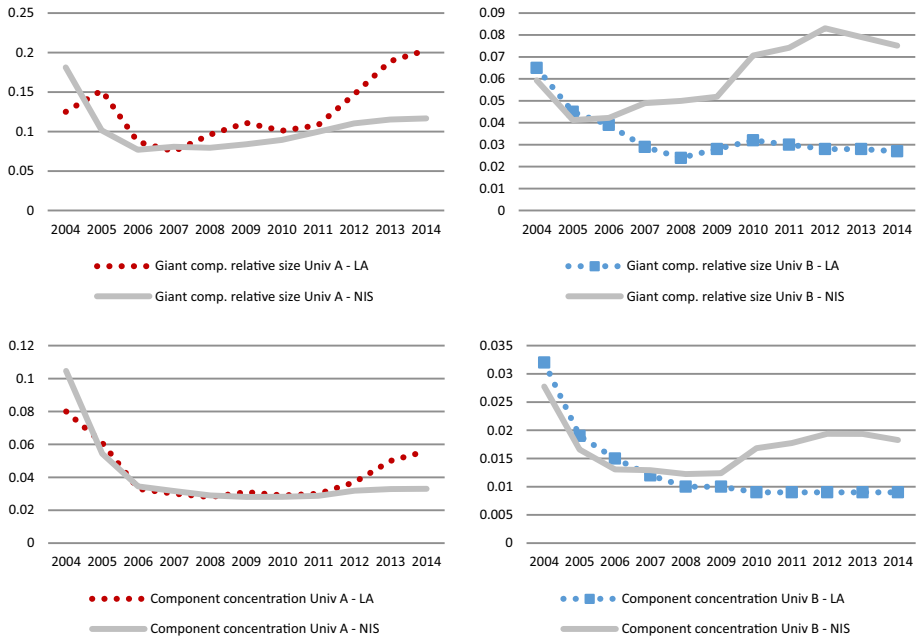 0.25
0.2
0.15
0.1
0.05
0
2004 2005 2006 2007 2008 2009 2010 2011 2012 2013 2014
Giant comp. relative size Univ A - LA
Giant comp. relative size Univ A - NIS
0.09
0.08
0.07
0.06
0.05
0.04
0.03
0.02
0.01
0
2004 2005 2006 2007 2008 2009 2010 2011 2012 2013 2014
Giant comp. relative size Univ B - LA
Giant comp. relative size Univ B - NIS
0.12
0.1
0.08
0.06
0.04
0.02
0
2004 2005 2006 2007 2008 2009 2010 2011 2012 2013 2014
Component concentration Univ A - LA
Component concentration Univ A - NIS
0.035
0.03
0.025
0.02
0.015
0.01
0.005
0
2004 2005 2006 2007 2008 2009 2010 2011 2012 2013 2014
Component concentration Univ B - LA
Component concentration Univ B - NIS